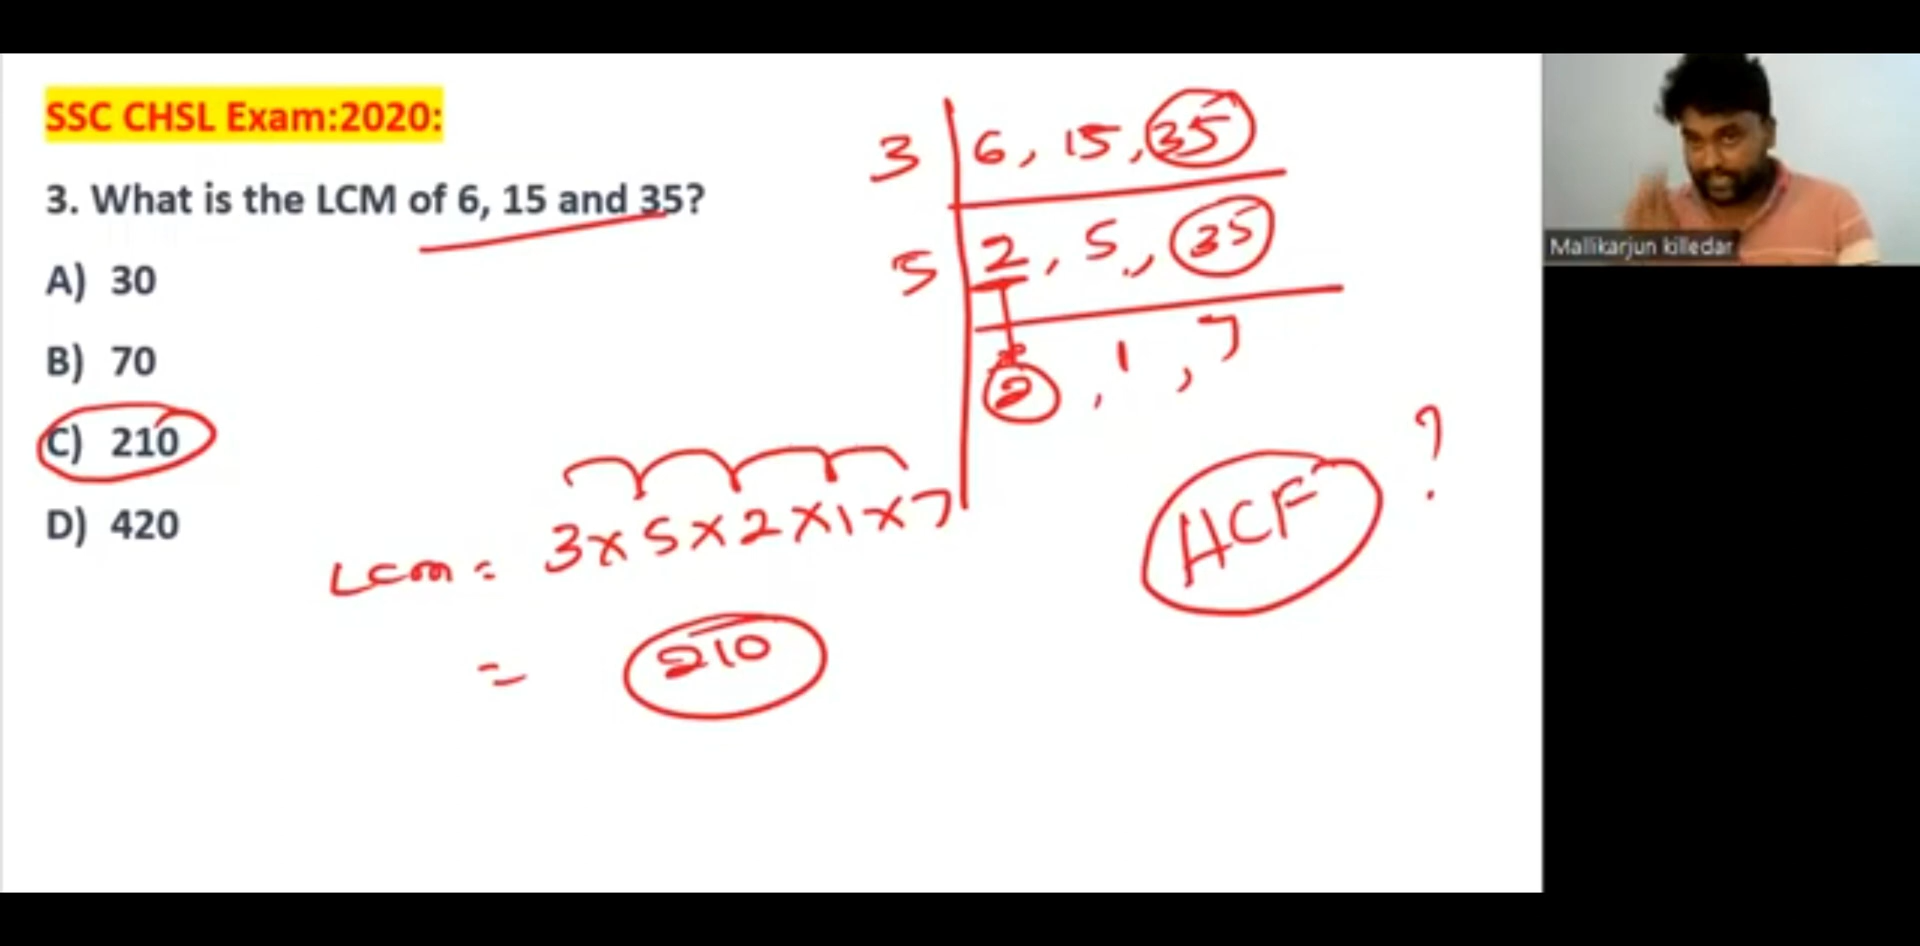 SSC CHSL Exam:2020:
3. What is the LCM of 6, 15 and 35?
A) 30
B) 70
C) 210
D) 420
3 | 6, 15, 35
5 | 2, 5, 35
2, 1, 7
LCM = 3 x 5 x 2 x 1 x 7
= 210
HCF ?
Mallikarjun killedar